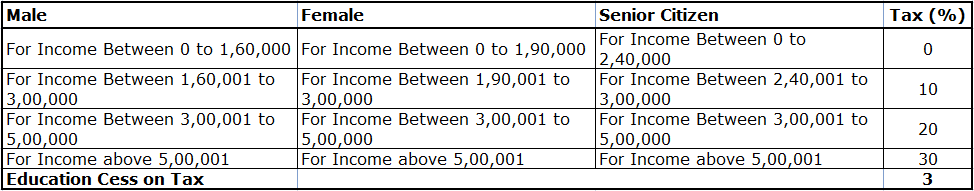 Male Female Senior Citizen Tax (%)
For Income Between 0 to 1,60,000 For Income Between 0 to 1,90,000 For Income Between 0 to 2,40,000 0
For Income Between 1,60,001 to 3,00,000 For Income Between 1,90,001 to 3,00,000 For Income Between 2,40,001 to 3,00,000 10
For Income Between 3,00,001 to 5,00,000 For Income Between 3,00,001 to 5,00,000 For Income Between 3,00,001 to 5,00,000 20
For Income above 5,00,001 For Income above 5,00,001 For Income above 5,00,001 30
Education Cess on Tax 3